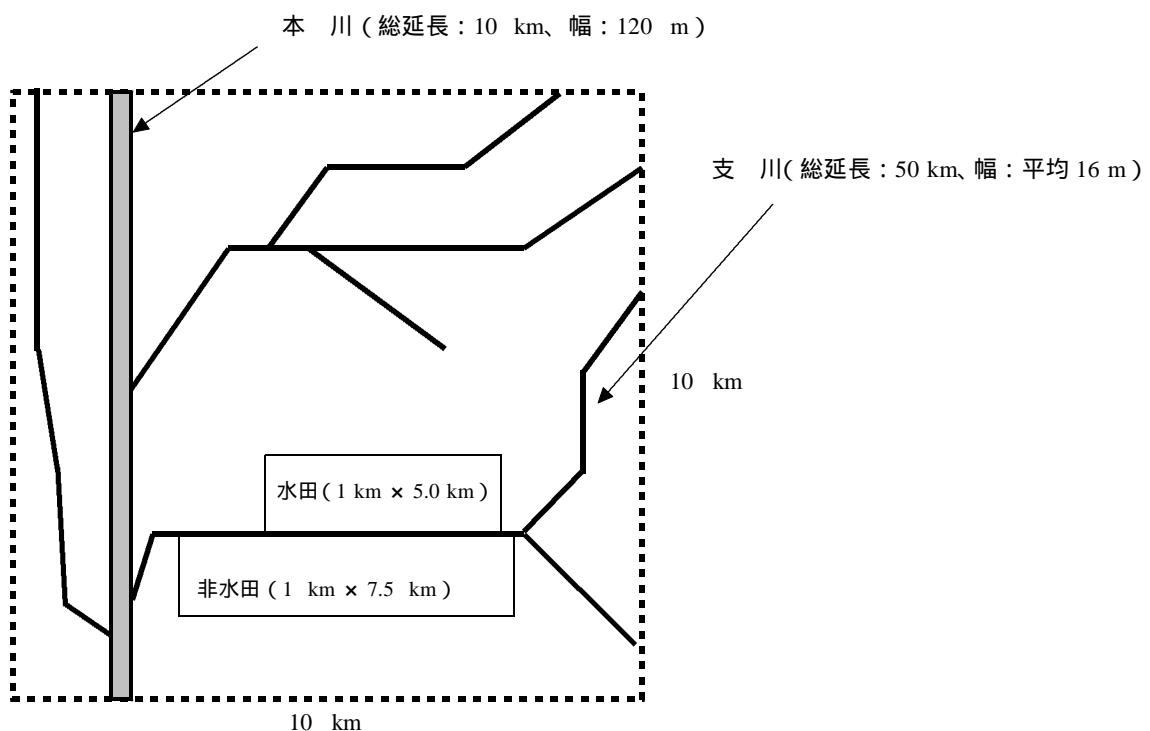 本　川（総延長：10 km、幅：120 m）
支　川（総延長：50 km、幅：平均 16 m）
10 km
水田（1 km × 5.0 km）
非水田（1 km × 7.5 km）
10 km